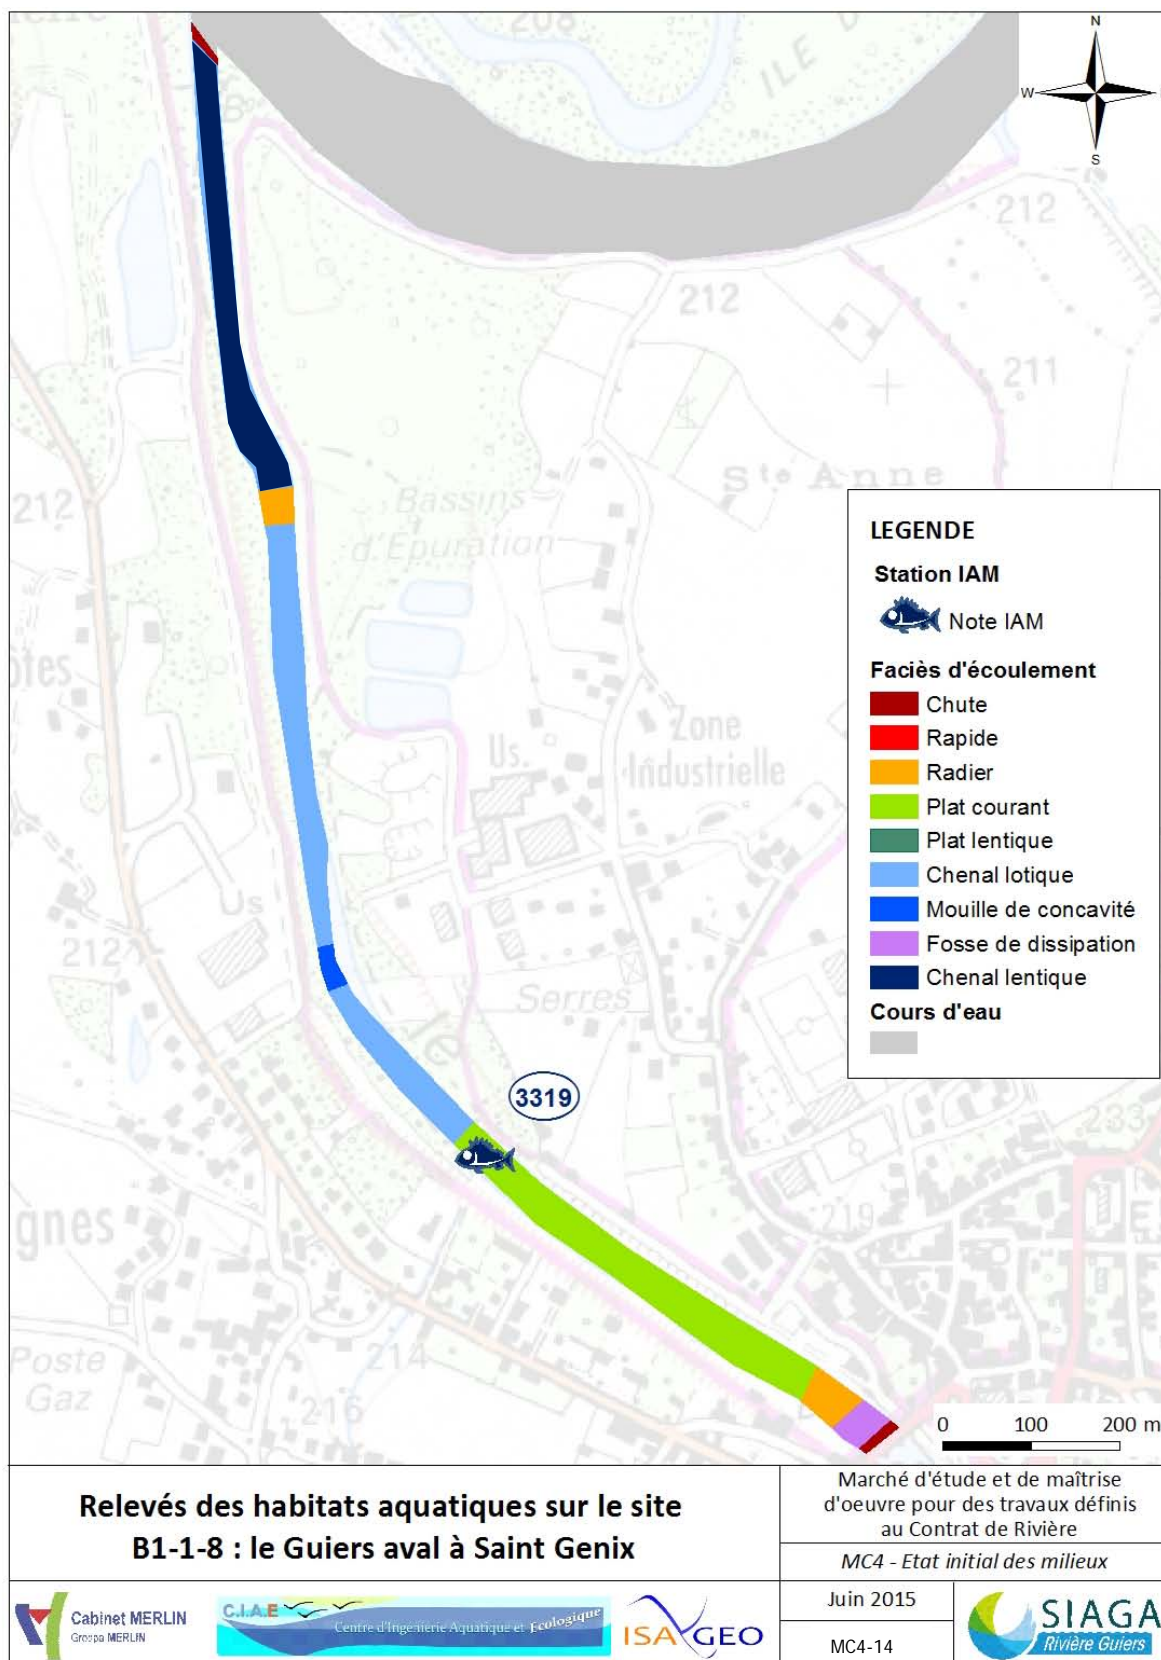 208
ILE D
N
W
S
B
212
212
211
Ste Anne
212
Bassins
d'Épuration
LEGENDE
Station IAM
Note IAM
Faciès d'écoulement
Chute
Rapide
Radier
Plat courant
Plat lentique
Chenal lotique
Mouille de concavité
Fosse de dissipation
Chenal lentique
Cours d'eau
ôtes
Zone
Industrielle
Us.
Us
212
Serres
3319
233
gnes
219
E
Poste
Gaz
214
216
0 100 200 m
Relevés des habitats aquatiques sur le site
B1-1-8 : le Guiers aval à Saint Genix
Marché d'étude et de maîtrise
d'oeuvre pour des travaux définis
au Contrat de Rivière
MC4 - Etat initial des milieux
Juin 2015
MC4-14
Cabinet MERLIN
Groupe MERLIN
C.I.A.E
Centre d'Ingénierie Aquatique et Ecologique
ISA GEO
SIAGA
Rivière Guiers